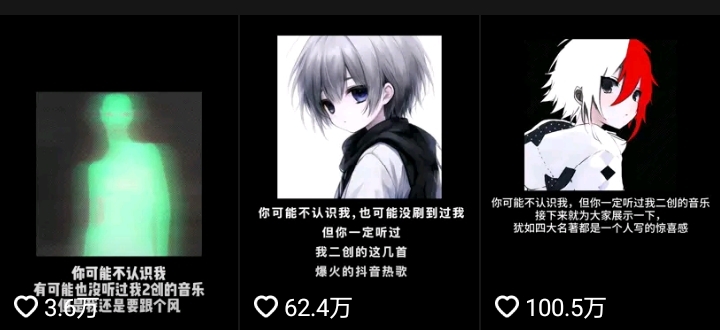 你可能不认识我
有可能也没听过我2创的音乐
但是我还是要跟个风
3.6万
你可能不认识我,也可能没刷到过我
但你一定听过
我二创的这几首
爆火的抖音热歌
62.4万
你可能不认识我，但你一定听过我二创的音乐
接下来就为大家展示一下，
犹如四大名著都是一个人写的惊喜感
100.5万